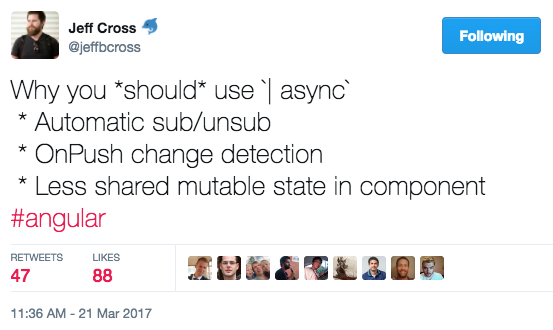 Jeff Cross 🐬
@jeffbcross
Following
Why you *should* use `| async`
* Automatic sub/unsub
* OnPush change detection
* Less shared mutable state in component
#angular
RETWEETS LIKES
47 88
11:36 AM - 21 Mar 2017